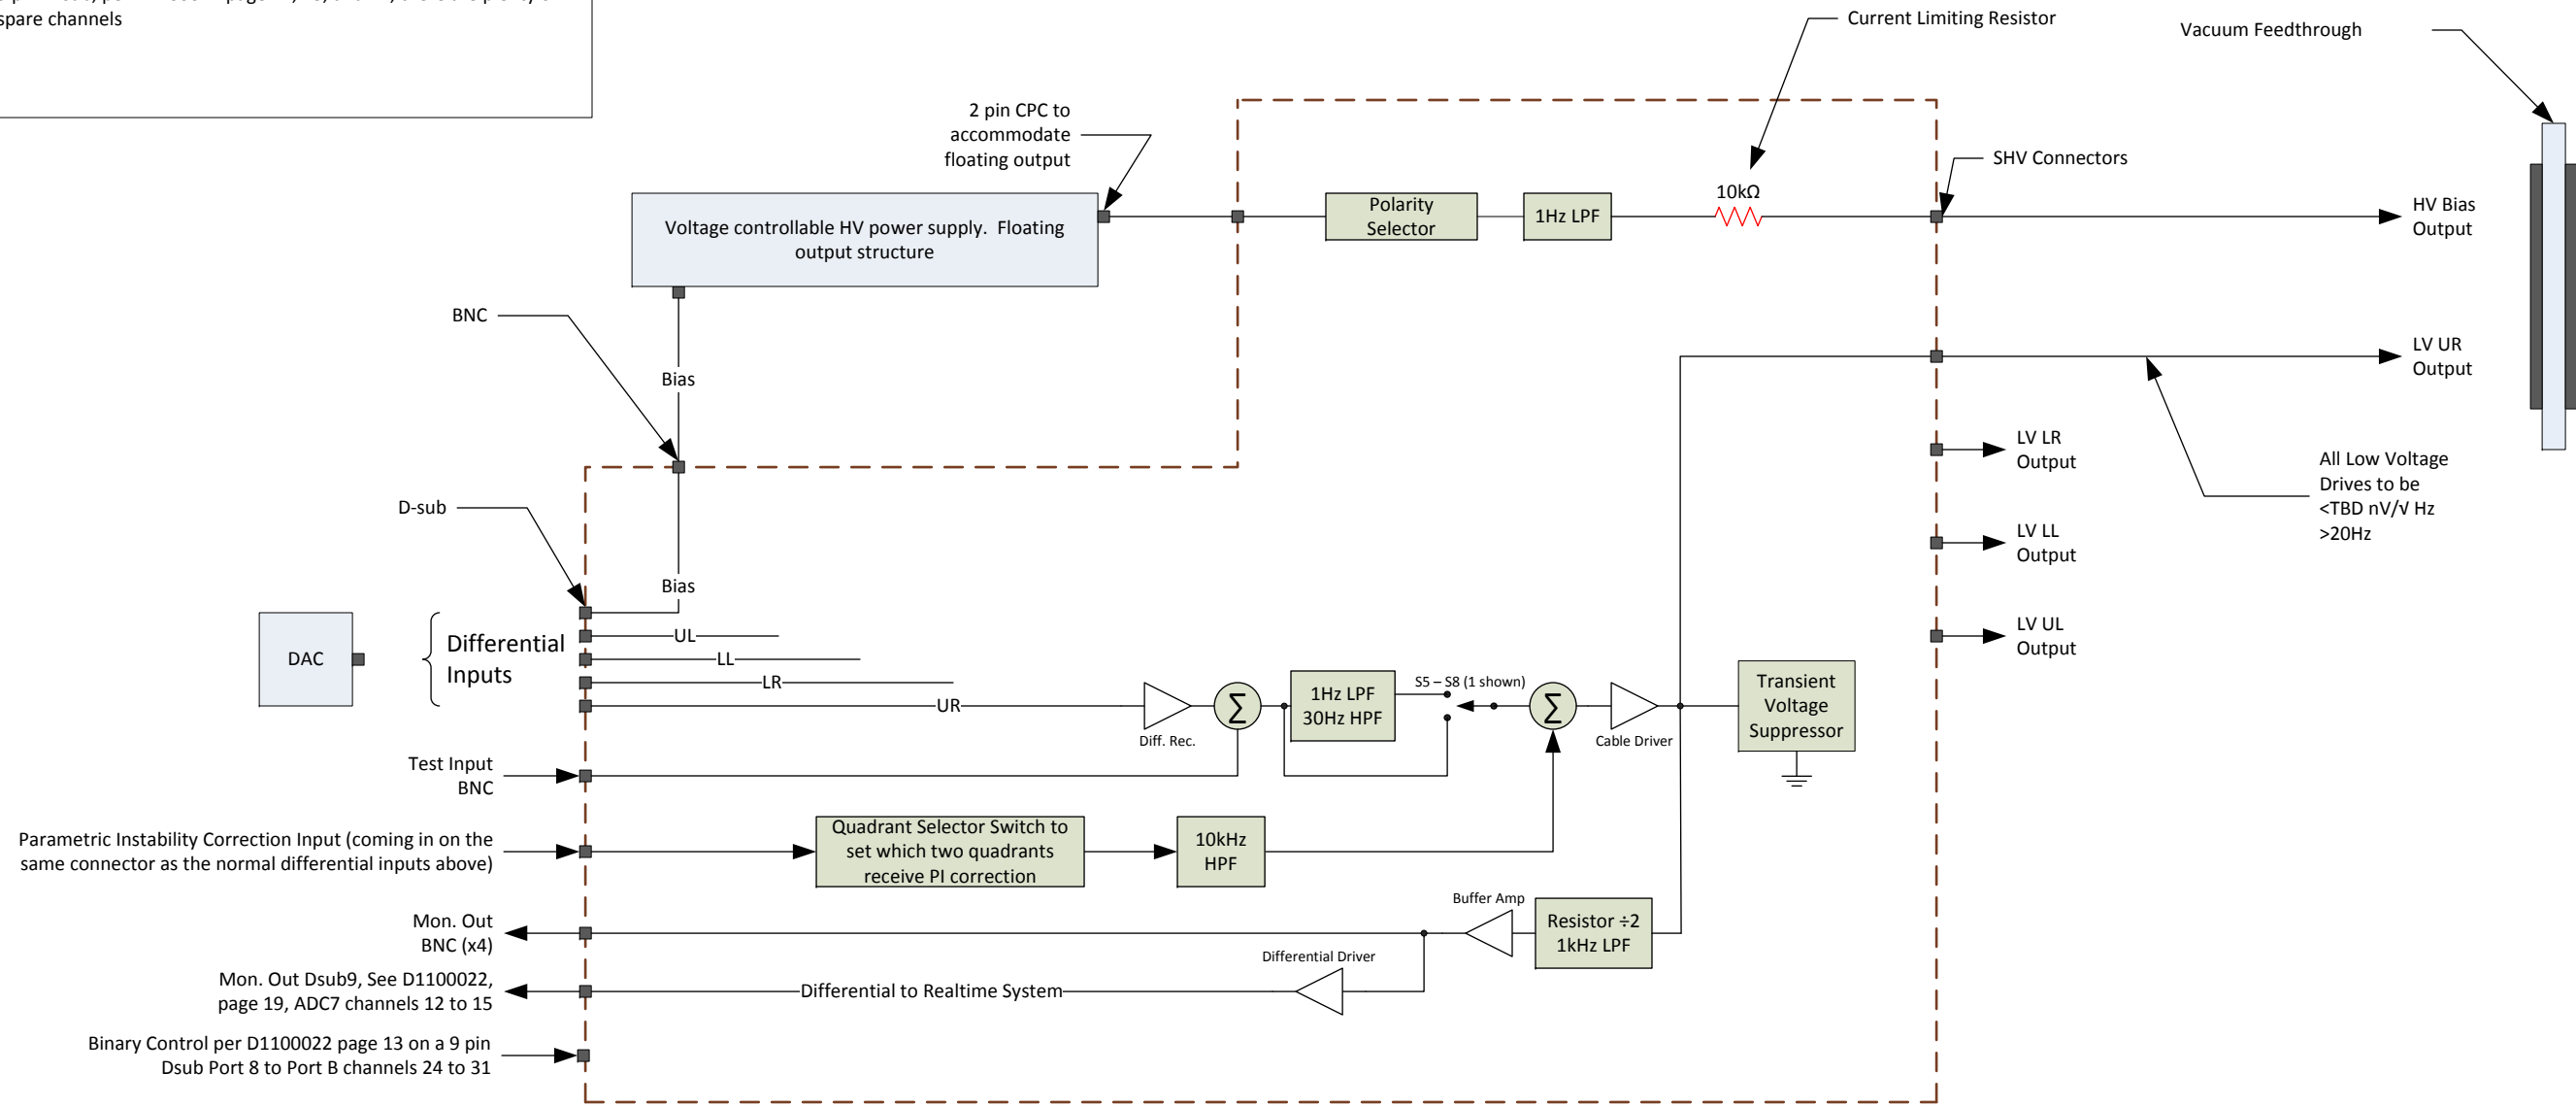 spare channels
Current Limiting Resistor
Vacuum Feedthrough
2 pin CPC to
accommodate
floating output
SHV Connectors
10kΩ
Voltage controllable HV power supply.  Floating
output structure
Polarity
Selector
1Hz LPF
HV Bias
Output
BNC
Bias
LV UR
Output
LV LR
Output
All Low Voltage
Drives to be
<TBD nV/√ Hz
>20Hz
D-sub
LV LL
Output
Bias
LV UL
Output
DAC
Differential
Inputs
UL
LL
LR
UR
Diff. Rec.
∑
1Hz LPF
30Hz HPF
S5 – S8 (1 shown)
∑
Cable Driver
Transient
Voltage
Suppressor
Test Input
BNC
Parametric Instability Correction Input (coming in on the
same connector as the normal differential inputs above)
Quadrant Selector Switch to
set which two quadrants
receive PI correction
10kHz
HPF
Mon. Out
BNC (x4)
Buffer Amp
Resistor ÷2
1kHz LPF
Differential Driver
Mon. Out Dsub9, See D1100022,
page 19, ADC7 channels 12 to 15
Differential to Realtime System
Binary Control per D1100022 page 13 on a 9 pin
Dsub Port 8 to Port B channels 24 to 31